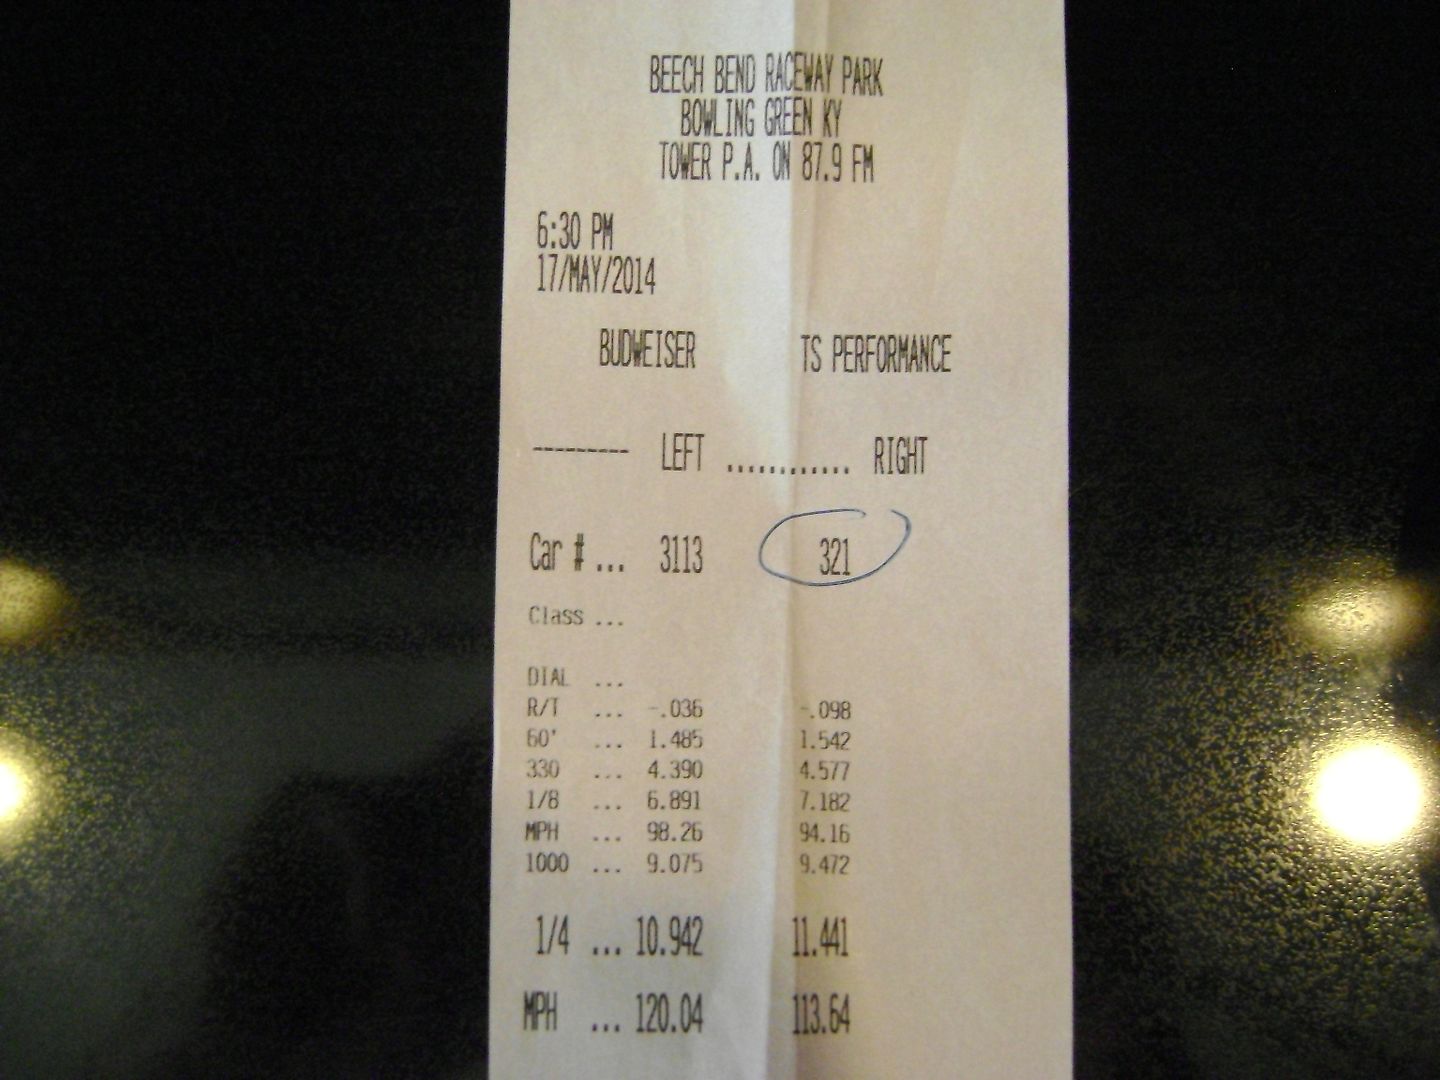 BEECH BEND RACEWAY PARK
BOWLING GREEN KY
TOWER P.A. ON 87.9 FM
6:30 PM
17/MAY/2014
BUDWEISER TS PERFORMANCE
--------- LEFT ............ RIGHT
Car # ... 3113 321
Class ...
DIAL ...
R/T ... -.036 -.098
60' ... 1.485 1.542
330 ... 4.390 4.577
1/8 ... 6.891 7.182
MPH ... 98.26 94.16
1000 ... 9.075 9.472
1/4 ... 10.942 11.441
MPH ... 120.04 113.64